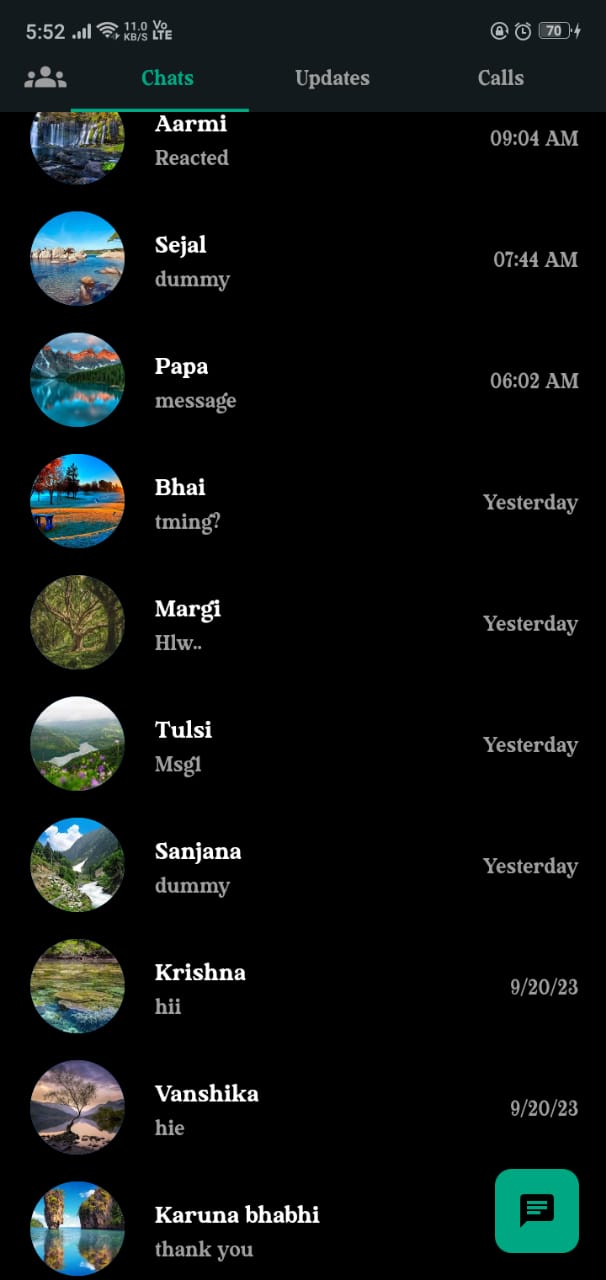 5:52 11.0 KB/S Vo LTE 70
Chats Updates Calls
Aarmi
Reacted 09:04 AM
Sejal
dummy 07:44 AM
Papa
message 06:02 AM
Bhai
tming? Yesterday
Margi
Hlw.. Yesterday
Tulsi
Msg1 Yesterday
Sanjana
dummy Yesterday
Krishna
hii 9/20/23
Vanshika
hie 9/20/23
Karuna bhabhi
thank you